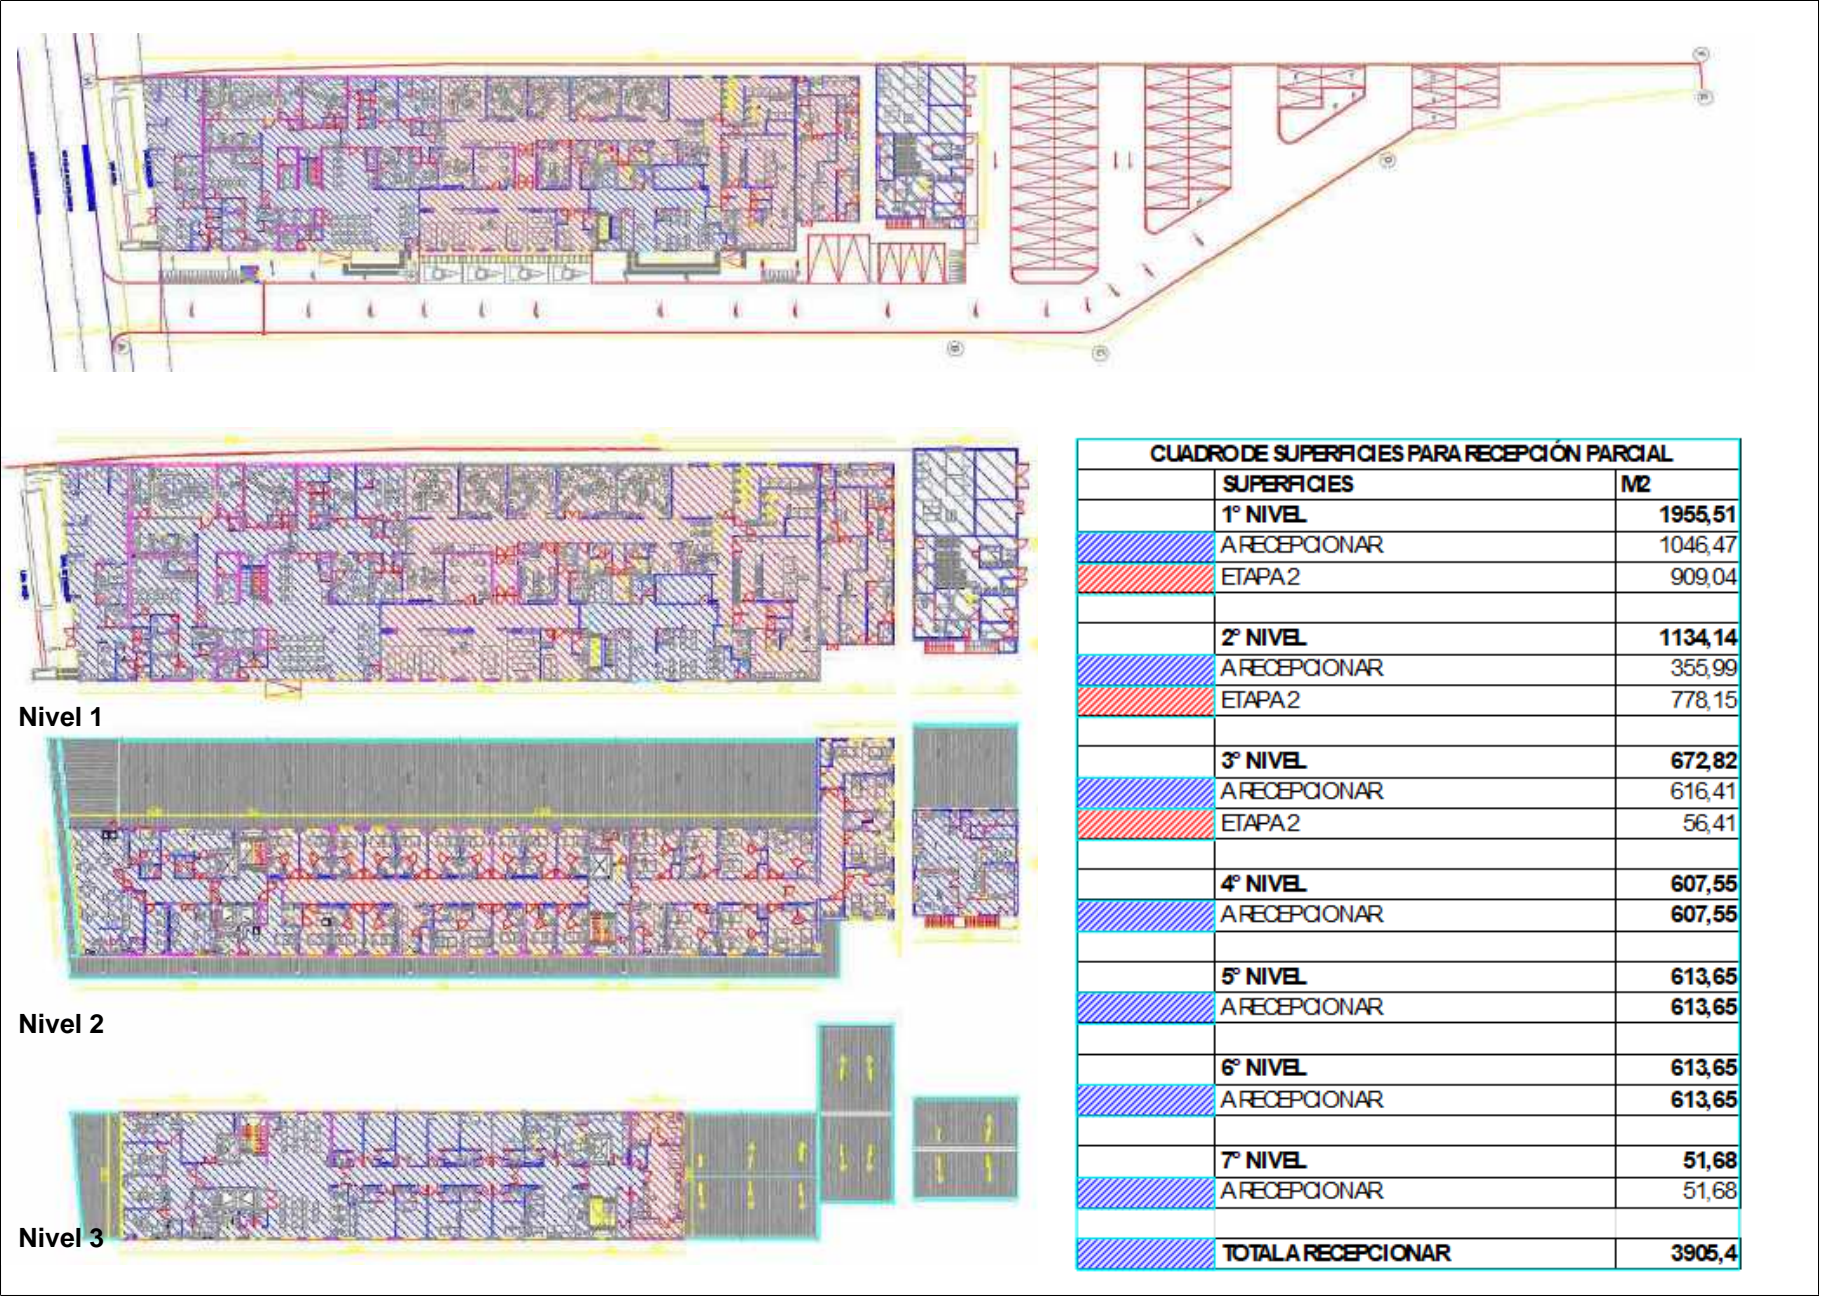 Nivel 1
Nivel 2
Nivel 3
CUADRO DE SUPERFICIES PARA RECEPCIÓN PARCIAL
SUPERFICIES M2
1° NIVEL 1955,51
A RECEPCIONAR 1046,47
ETAPA 2 909,04
2° NIVEL 1134,14
A RECEPCIONAR 355,99
ETAPA 2 778,15
3° NIVEL 672,82
A RECEPCIONAR 616,41
ETAPA 2 56,41
4° NIVEL 607,55
A RECEPCIONAR 607,55
5° NIVEL 613,65
A RECEPCIONAR 613,65
6° NIVEL 613,65
A RECEPCIONAR 613,65
7° NIVEL 51,68
A RECEPCIONAR 51,68
TOTAL A RECEPCIONAR 3905,4